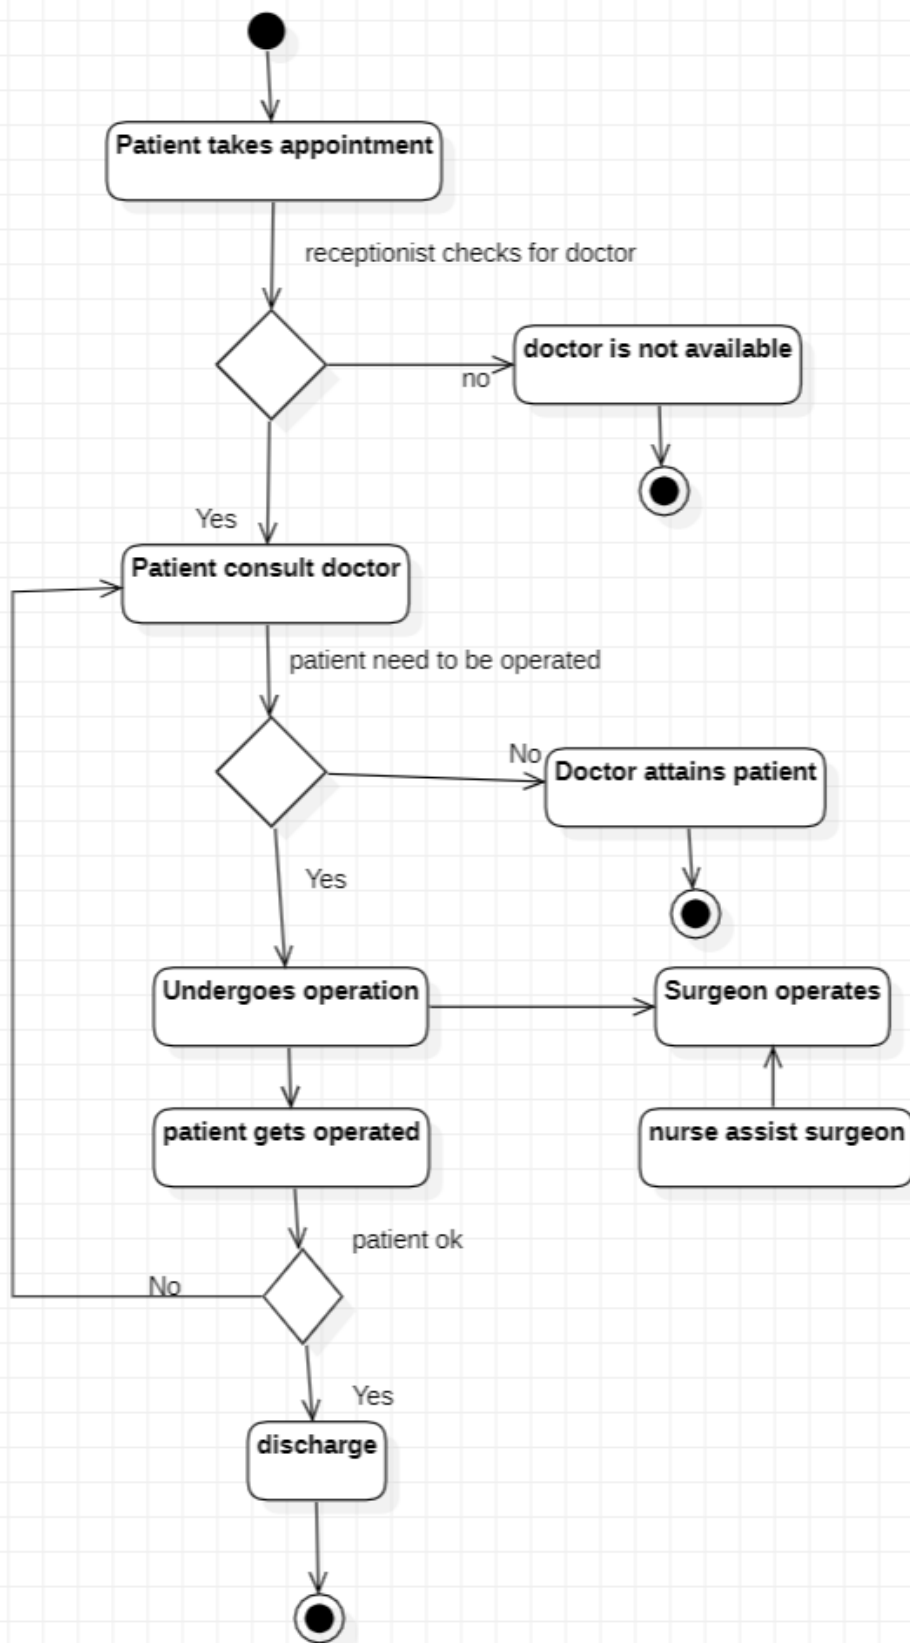 Patient takes appointment
receptionist checks for doctor
doctor is not available
no
Yes
Patient consult doctor
patient need to be operated
No
Doctor attains patient
Yes
Undergoes operation
Surgeon operates
patient gets operated
nurse assist surgeon
patient ok
No
Yes
discharge